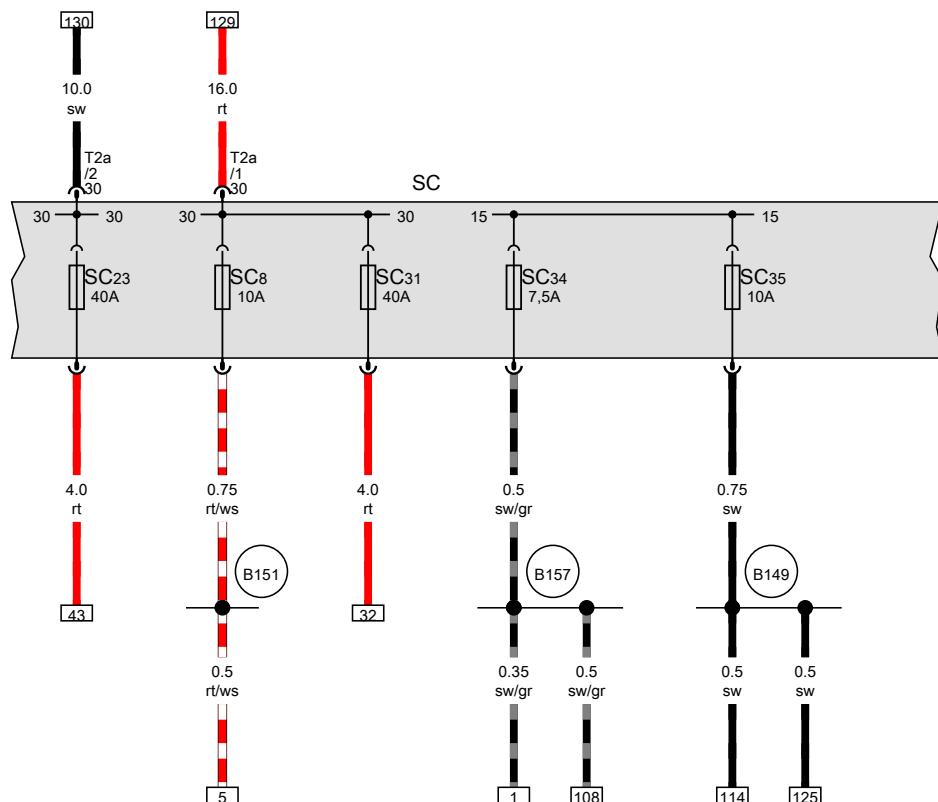 130 129
10.0 16.0
sw rt
T2a T2a
/2 /1
30 30
SC
30 30 30 30 15 15
SC23 SC8 SC31 SC34 SC35
40A 10A 40A 7,5A 10A
4.0 0.75 4.0 0.5 0.75
rt rt/ws rt sw/gr sw
B151 B157 B149
43 32
0.5 0.35 0.5 0.5 0.5
rt/ws sw/gr sw/gr sw sw
5 1 108 114 125